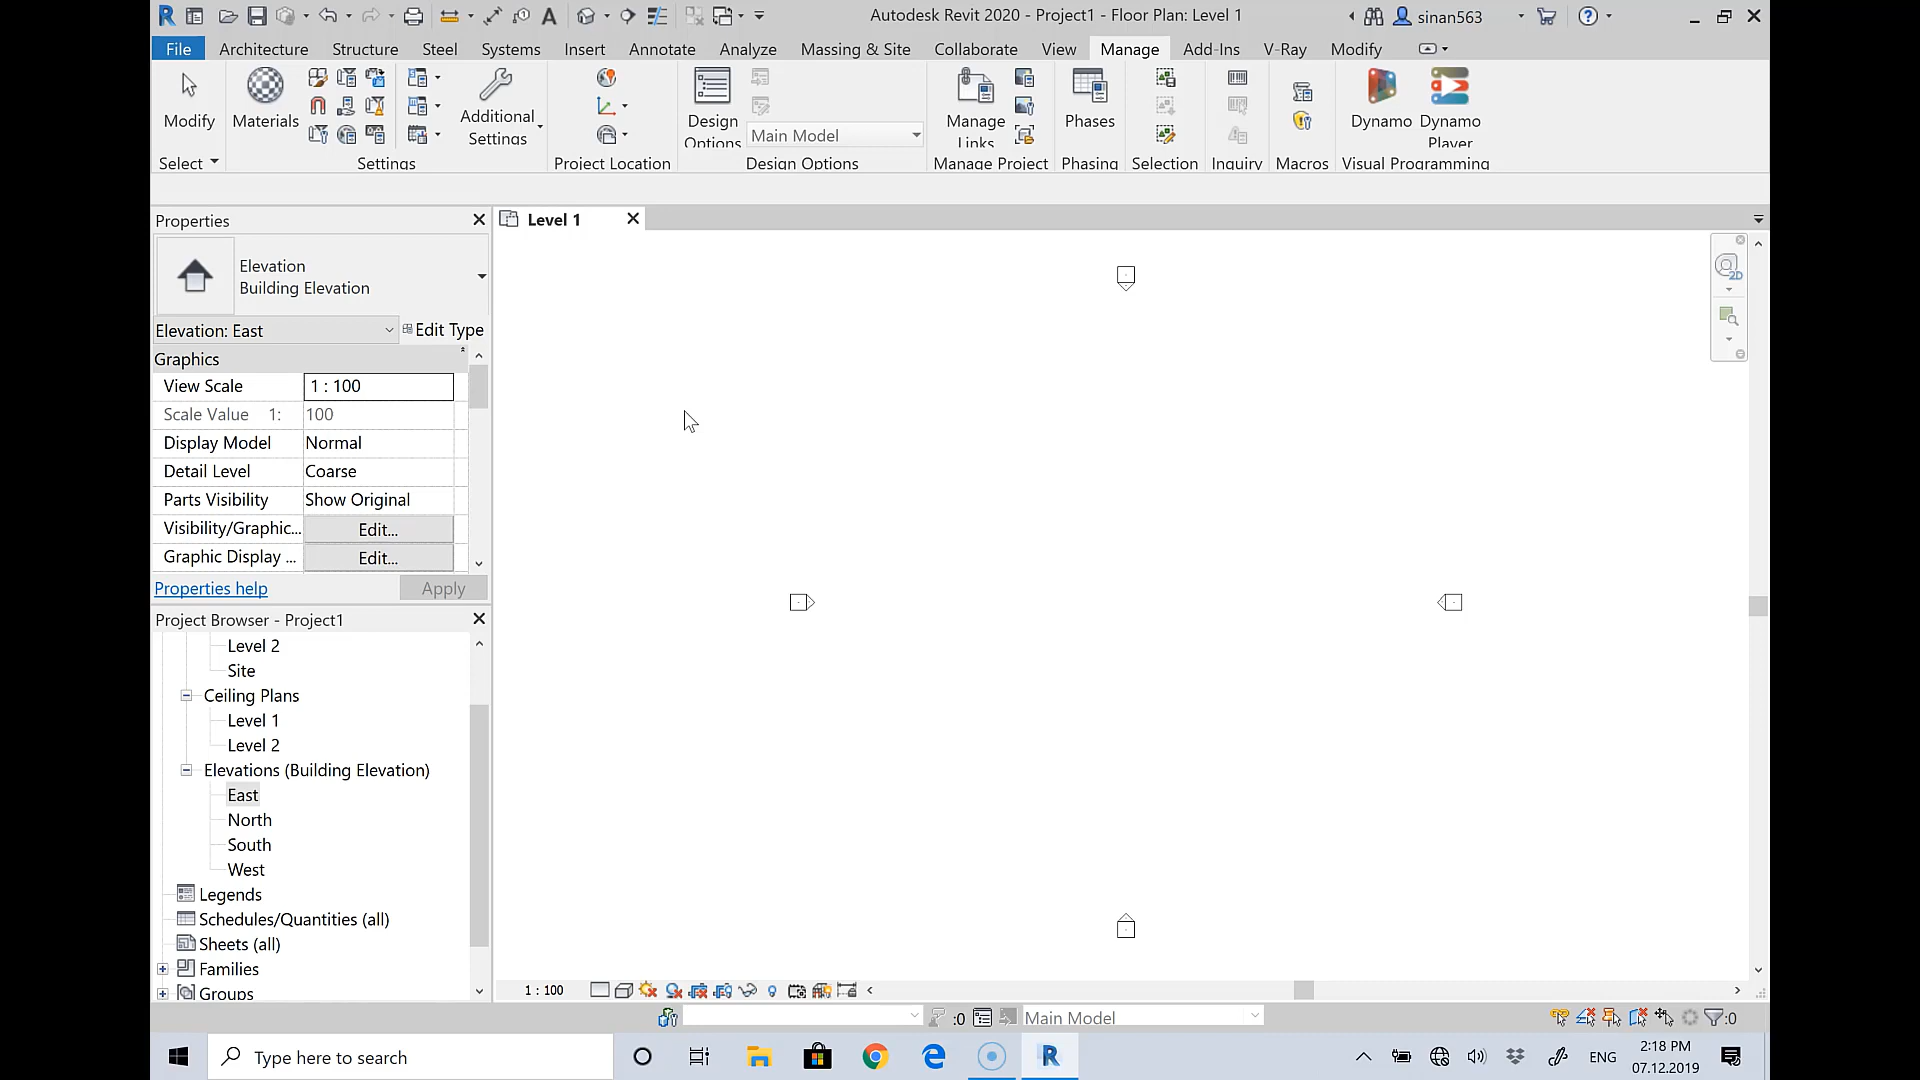 Autodesk Revit 2020 - Project1 - Floor Plan: Level 1
sinan563
File Architecture Structure Steel Systems Insert Annotate Analyze Massing & Site Collaborate View Manage Add-Ins V-Ray Modify
Modify
Materials
Additional
Settings
Design
Options
Main Model
Manage
Links
Phases
Dynamo
Dynamo
Player
Select
Settings
Project Location
Design Options
Manage Project
Phasing
Selection
Inquiry
Macros
Visual Programming
Properties
Level 1
Elevation
Building Elevation
Elevation: East
Edit Type
Graphics
View Scale 1 : 100
Scale Value 1: 100
Display Model Normal
Detail Level Coarse
Parts Visibility Show Original
Visibility/Graphic... Edit...
Graphic Display ... Edit...
Properties help Apply
2D
Project Browser - Project1
Level 2
Site
Ceiling Plans
Level 1
Level 2
Elevations (Building Elevation)
East
North
South
West
Legends
Schedules/Quantities (all)
Sheets (all)
Families
Groups
1 : 100
:0
Main Model
:0
Type here to search
ENG
2:18 PM
07.12.2019